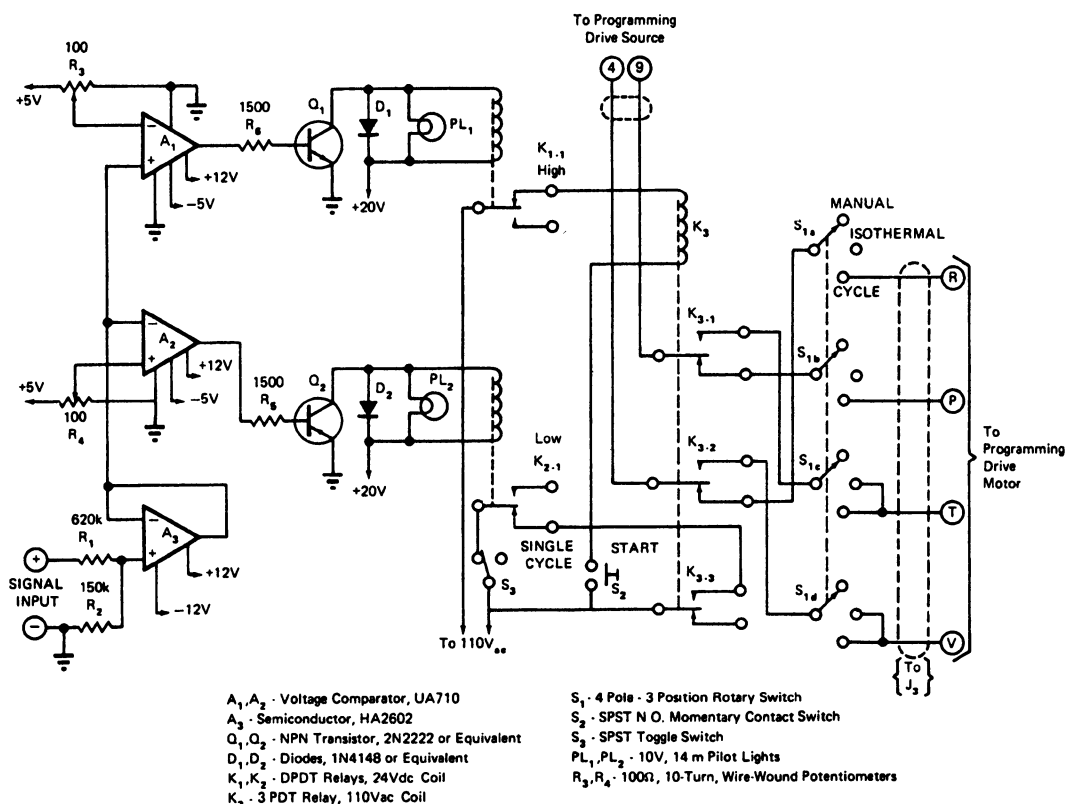 To Programming
Drive Source
4 9
100
R3
+5V
A1
+12V
-5V
1500
R6
Q1
D1
PL1
+20V
K1-1
High
K3
MANUAL
S1a
ISOTHERMAL
CYCLE
R
K3-1
S1b
P
A2
+12V
-5V
+5V
100
R4
1500
R5
Q2
D2
PL2
+20V
Low
K2-1
K3-2
S1c
T
To
Programming
Drive
Motor
620k
R1
A3
+12V
-12V
SIGNAL
INPUT
+
−
150k
R2
SINGLE
CYCLE
S3
START
S2
K3-3
S1d
V
To 110Vac
To
J3
A1,A2 - Voltage Comparator, UA710
A3 - Semiconductor, HA2602
Q1,Q2 - NPN Transistor, 2N2222 or Equivalent
D1,D2 - Diodes, 1N4148 or Equivalent
K1,K2 - DPDT Relays, 24Vdc Coil
K3 - 3 PDT Relay, 110Vac Coil
S1 - 4 Pole - 3 Position Rotary Switch
S2 - SPST N O. Momentary Contact Switch
S3 - SPST Toggle Switch
PL1,PL2 - 10V, 14 m Pilot Lights
R3,R4 - 100Ω, 10-Turn, Wire-Wound Potentiometers